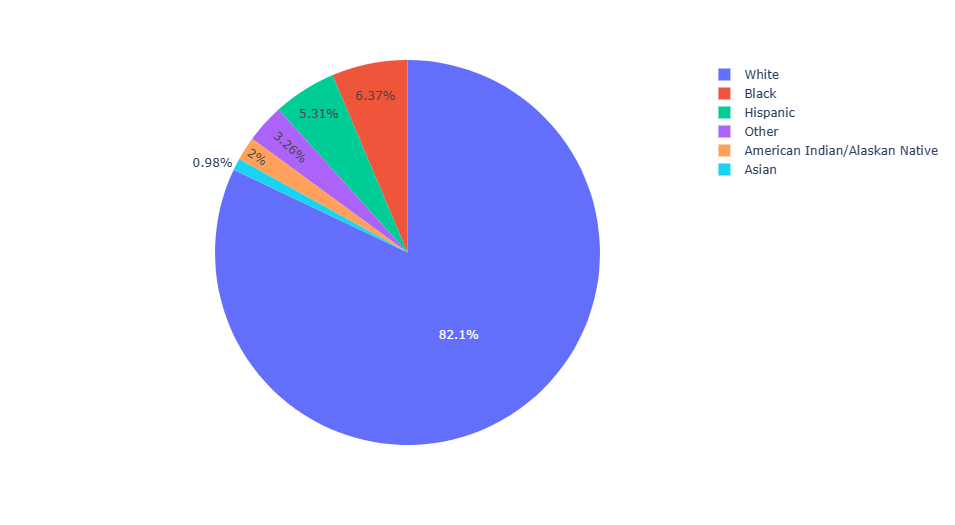 White
Black
Hispanic
Other
American Indian/Alaskan Native
Asian
6.37%
5.31%
3.26%
2%
0.98%
82.1%